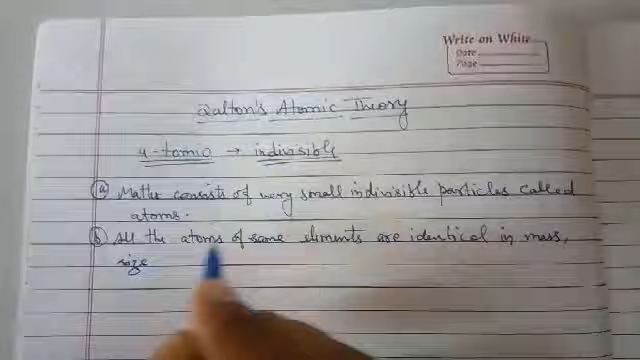 Write on White
Date
Page
Dalton's Atomic Theory
a-tomio → indivisible
(a) Matter consists of very small indivisible particles called
atoms.
(b) All the atoms of same elements are identical in mass,
size